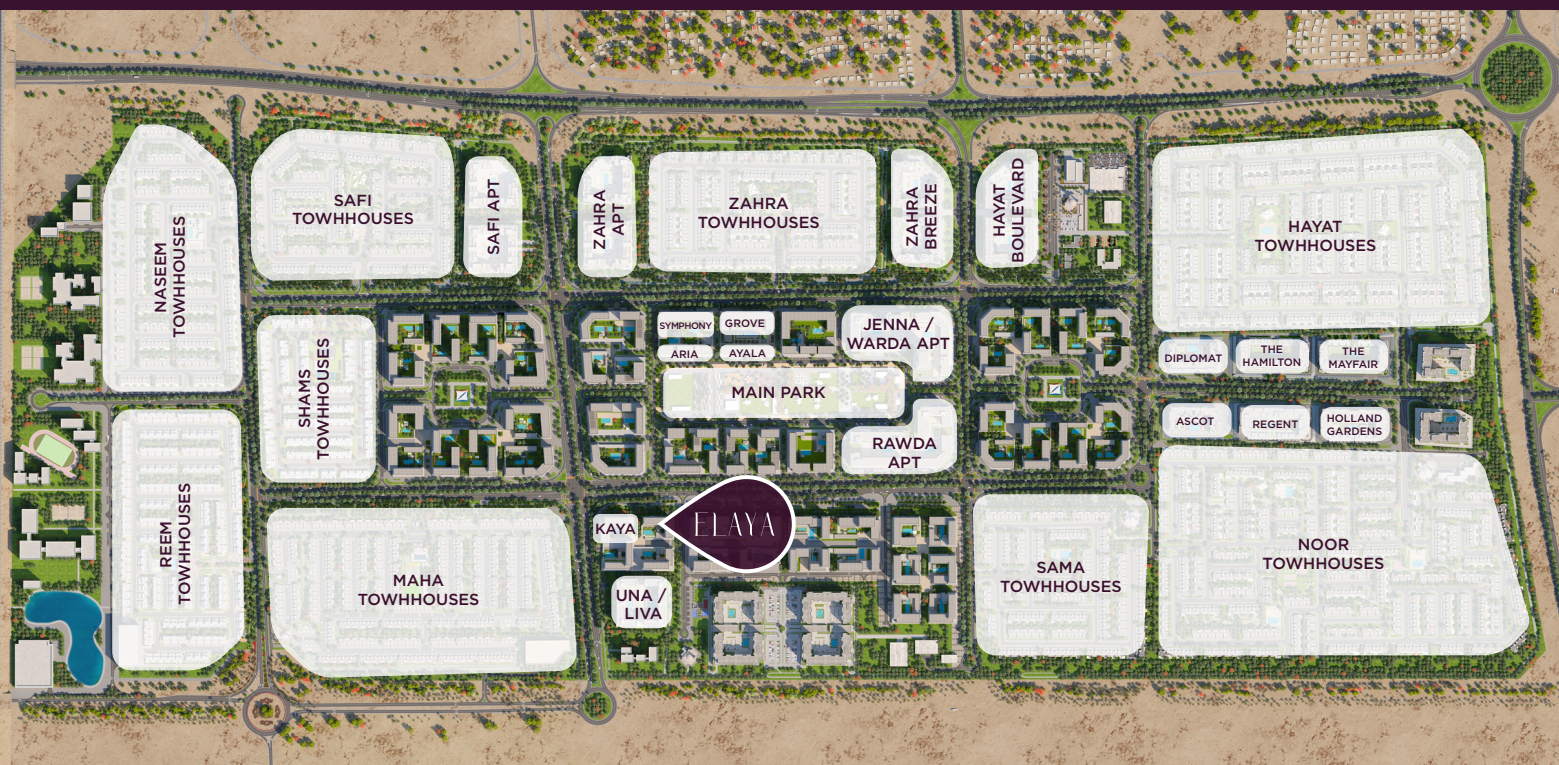 NASEEM
TOWHHOUSES
SAFI
TOWHHOUSES
SAFI APT
ZAHRA
APT
ZAHRA
TOWHHOUSES
ZAHRA
BREEZE
HAYAT
BOULEVARD
HAYAT
TOWHHOUSES
SHAMS
TOWHHOUSES
SYMPHONY
GROVE
ARIA
AYALA
JENNA /
WARDA APT
MAIN PARK
RAWDA
APT
DIPLOMAT
THE
HAMILTON
THE
MAYFAIR
ASCOT
REGENT
HOLLAND
GARDENS
REEM
TOWHHOUSES
MAHA
TOWHHOUSES
KAYA
ELAYA
UNA /
LIVA
SAMA
TOWHHOUSES
NOOR
TOWHHOUSES